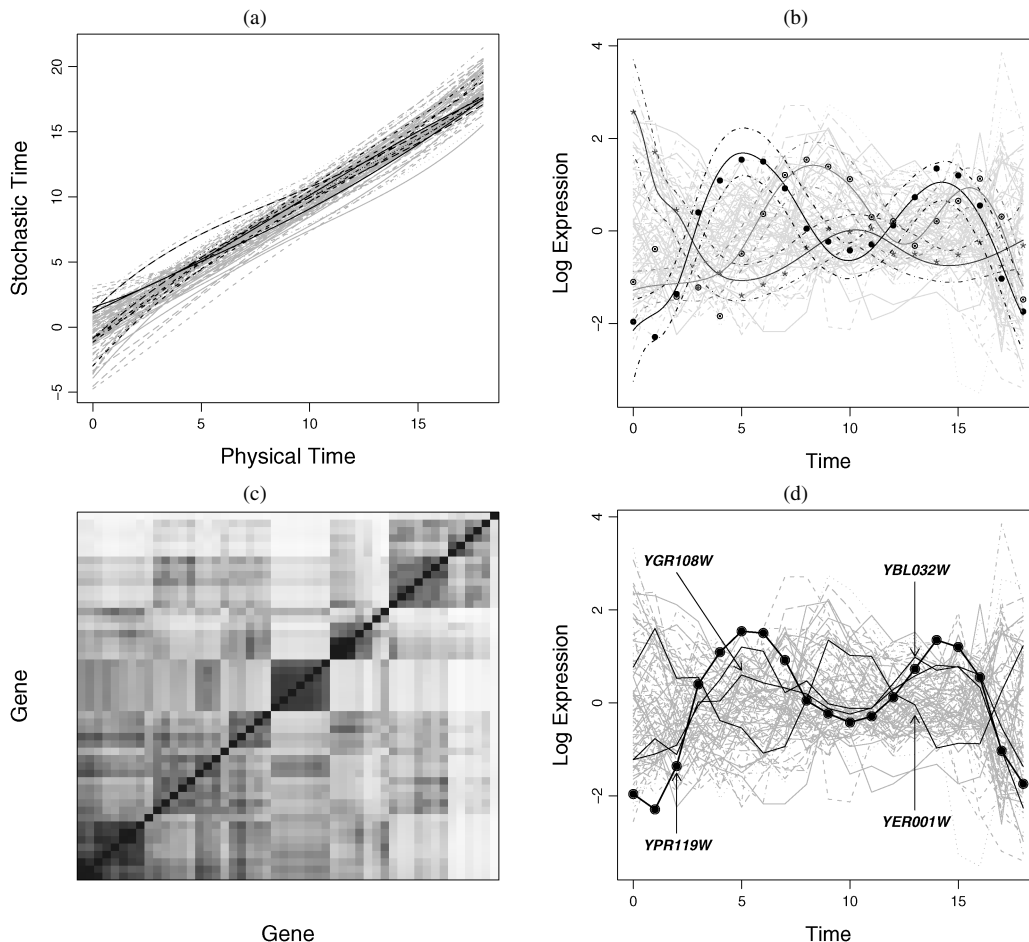 (a)
Stochastic Time
20
15
10
5
0
−5
0 5 10 15
Physical Time
(b)
Log Expression
4
2
0
−2
0 5 10 15
Time
(c)
Gene
Gene
(d)
Log Expression
4
2
0
−2
YGR108W
YBL032W
YPR119W
YER001W
0 5 10 15
Time